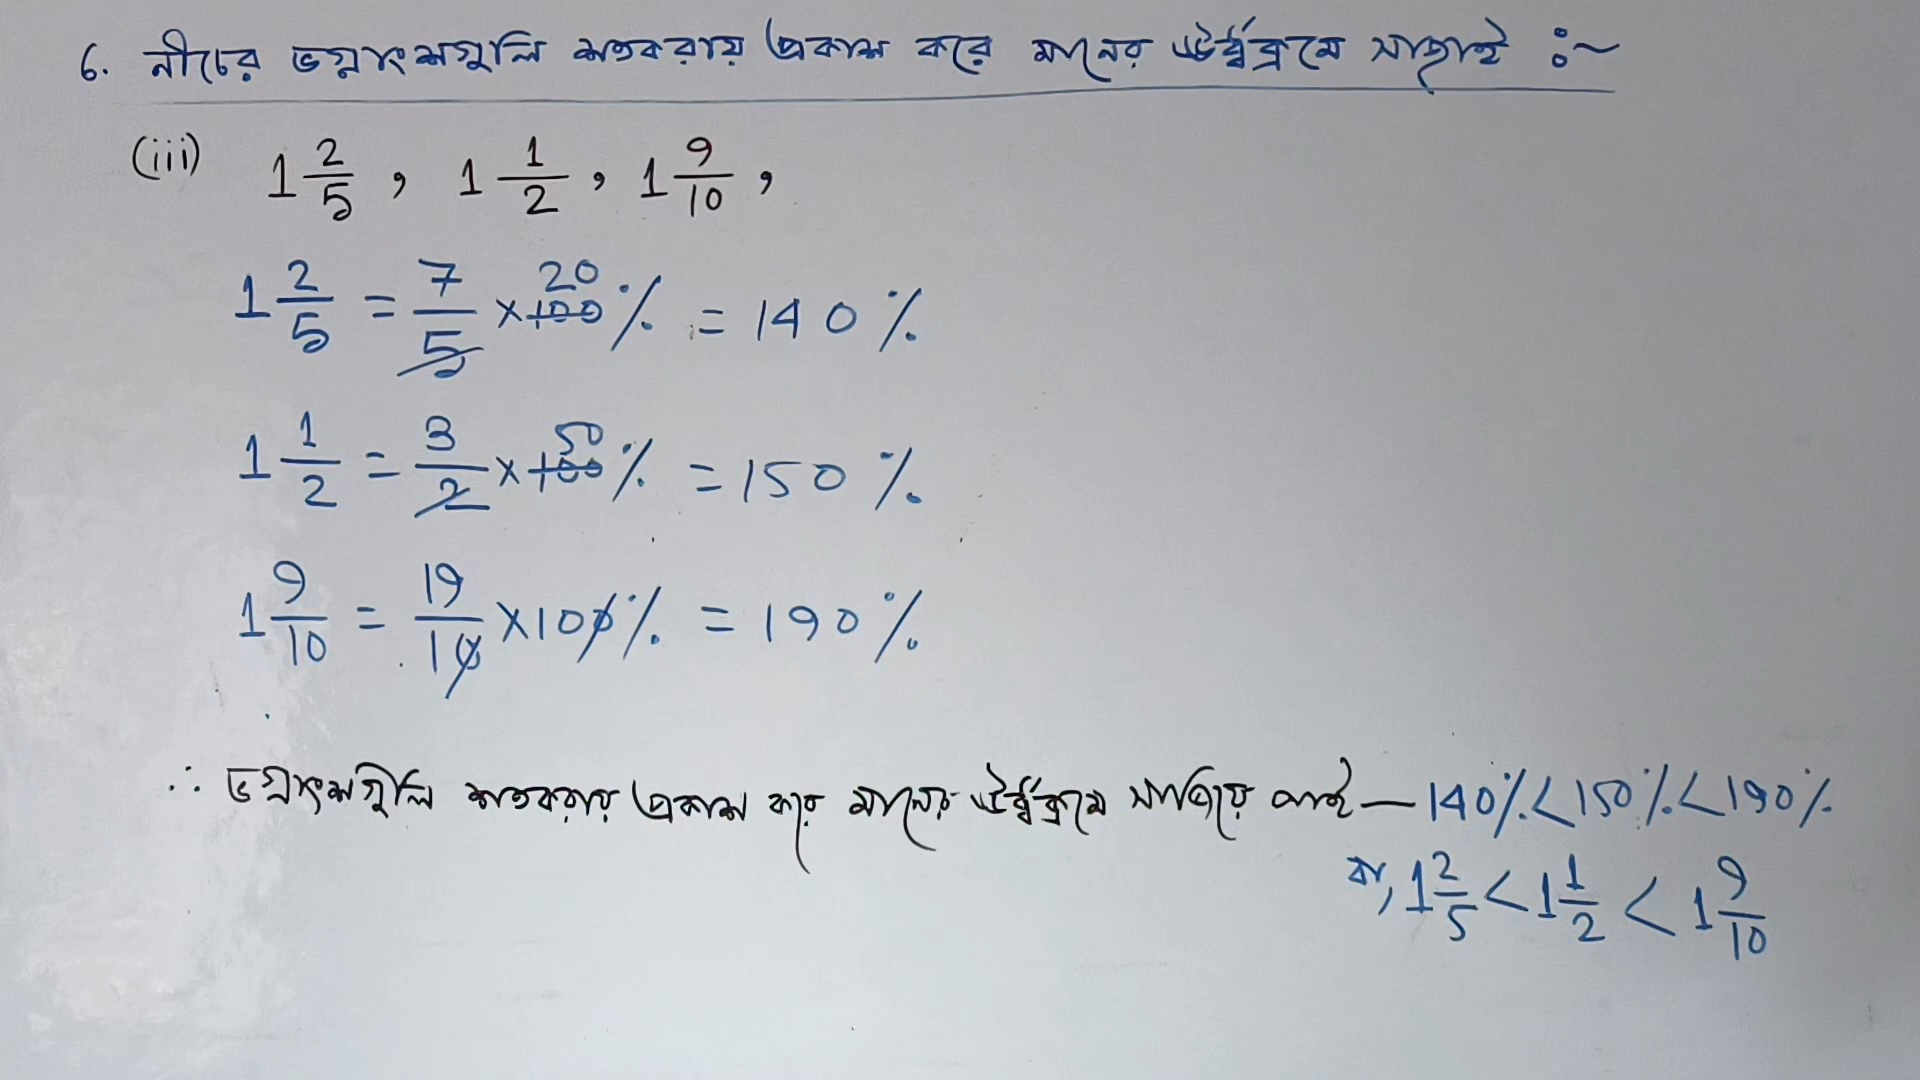 6. নীচের ভগ্নাংশগুলি শতকরায় প্রকাশ করে মানের ঊর্ধ্বক্রমে সাজাই :~
(iii) 1 2/5 , 1 1/2 , 1 9/10 ,
1 2/5 = 7/5 × 100 20 % = 140 %
1 1/2 = 3/2 × 100 50 % = 150 %
1 9/10 = 19/10 × 100 % = 190 %
∴ ভগ্নাংশগুলি শতকরায় প্রকাশ করে মানের ঊর্ধ্বক্রমে সাজিয়ে পাই — 140% < 150% < 190%
বা, 1 2/5 < 1 1/2 < 1 9/10